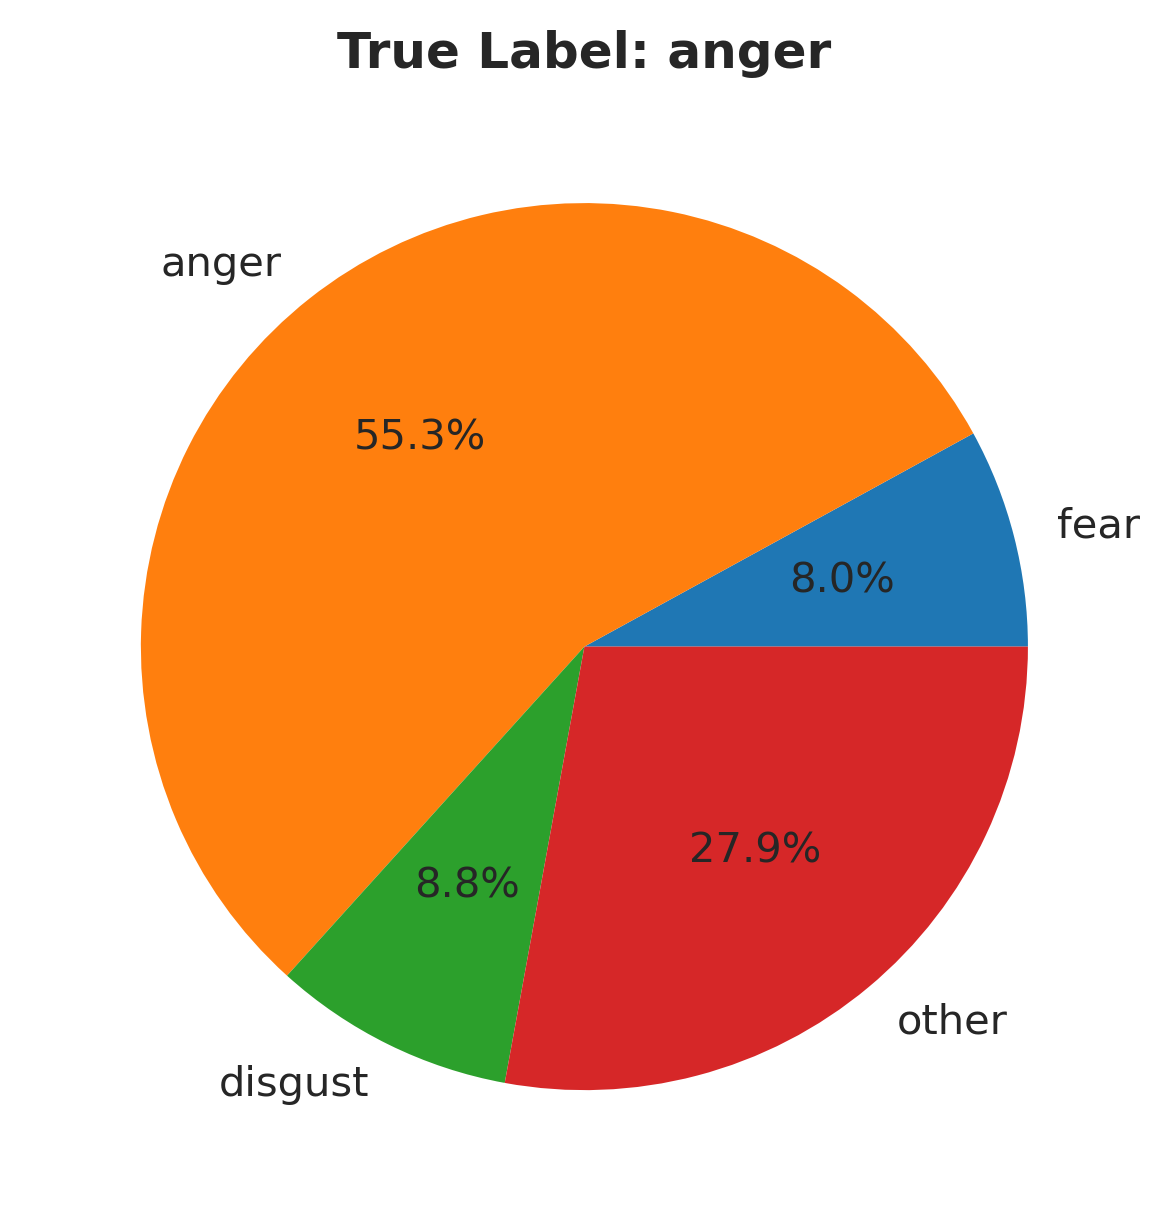 True Label: anger
anger
55.3%
fear
8.0%
27.9%
8.8%
other
disgust